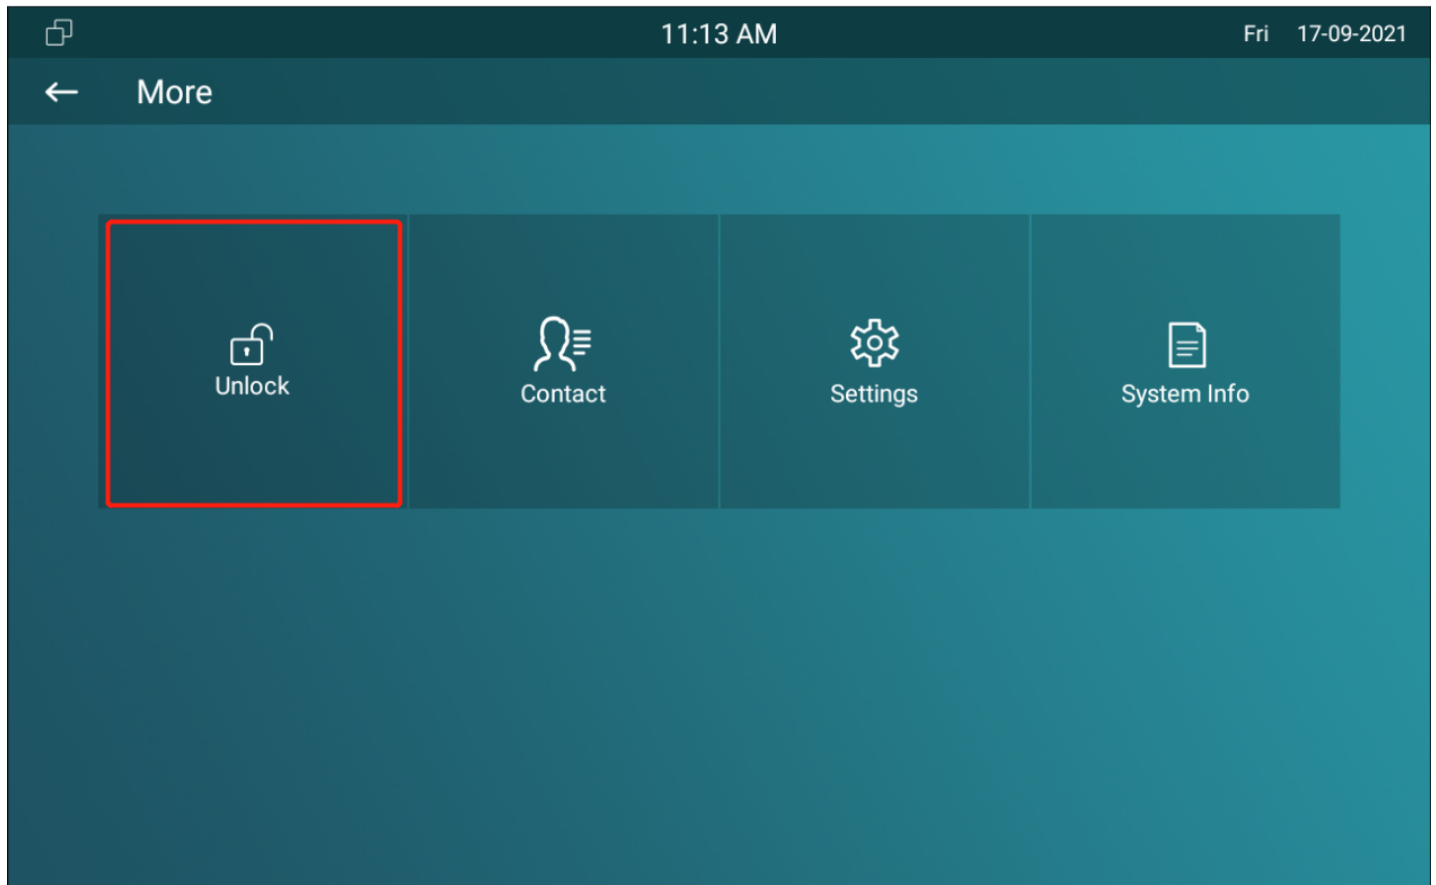 11:13 AM
Fri 17-09-2021
More
Unlock
Contact
Settings
System Info